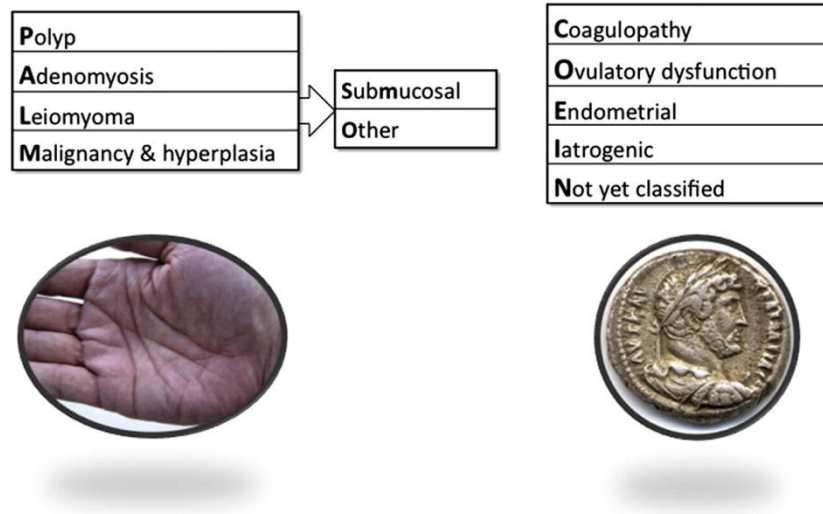 Polyp
Adenomyosis
Leiomyoma
Malignancy & hyperplasia
Submucosal
Other
Coagulopathy
Ovulatory dysfunction
Endometrial
Iatrogenic
Not yet classified